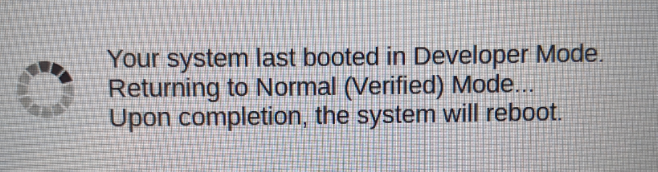 Your system last booted in Developer Mode.
Returning to Normal (Verified) Mode...
Upon completion, the system will reboot.